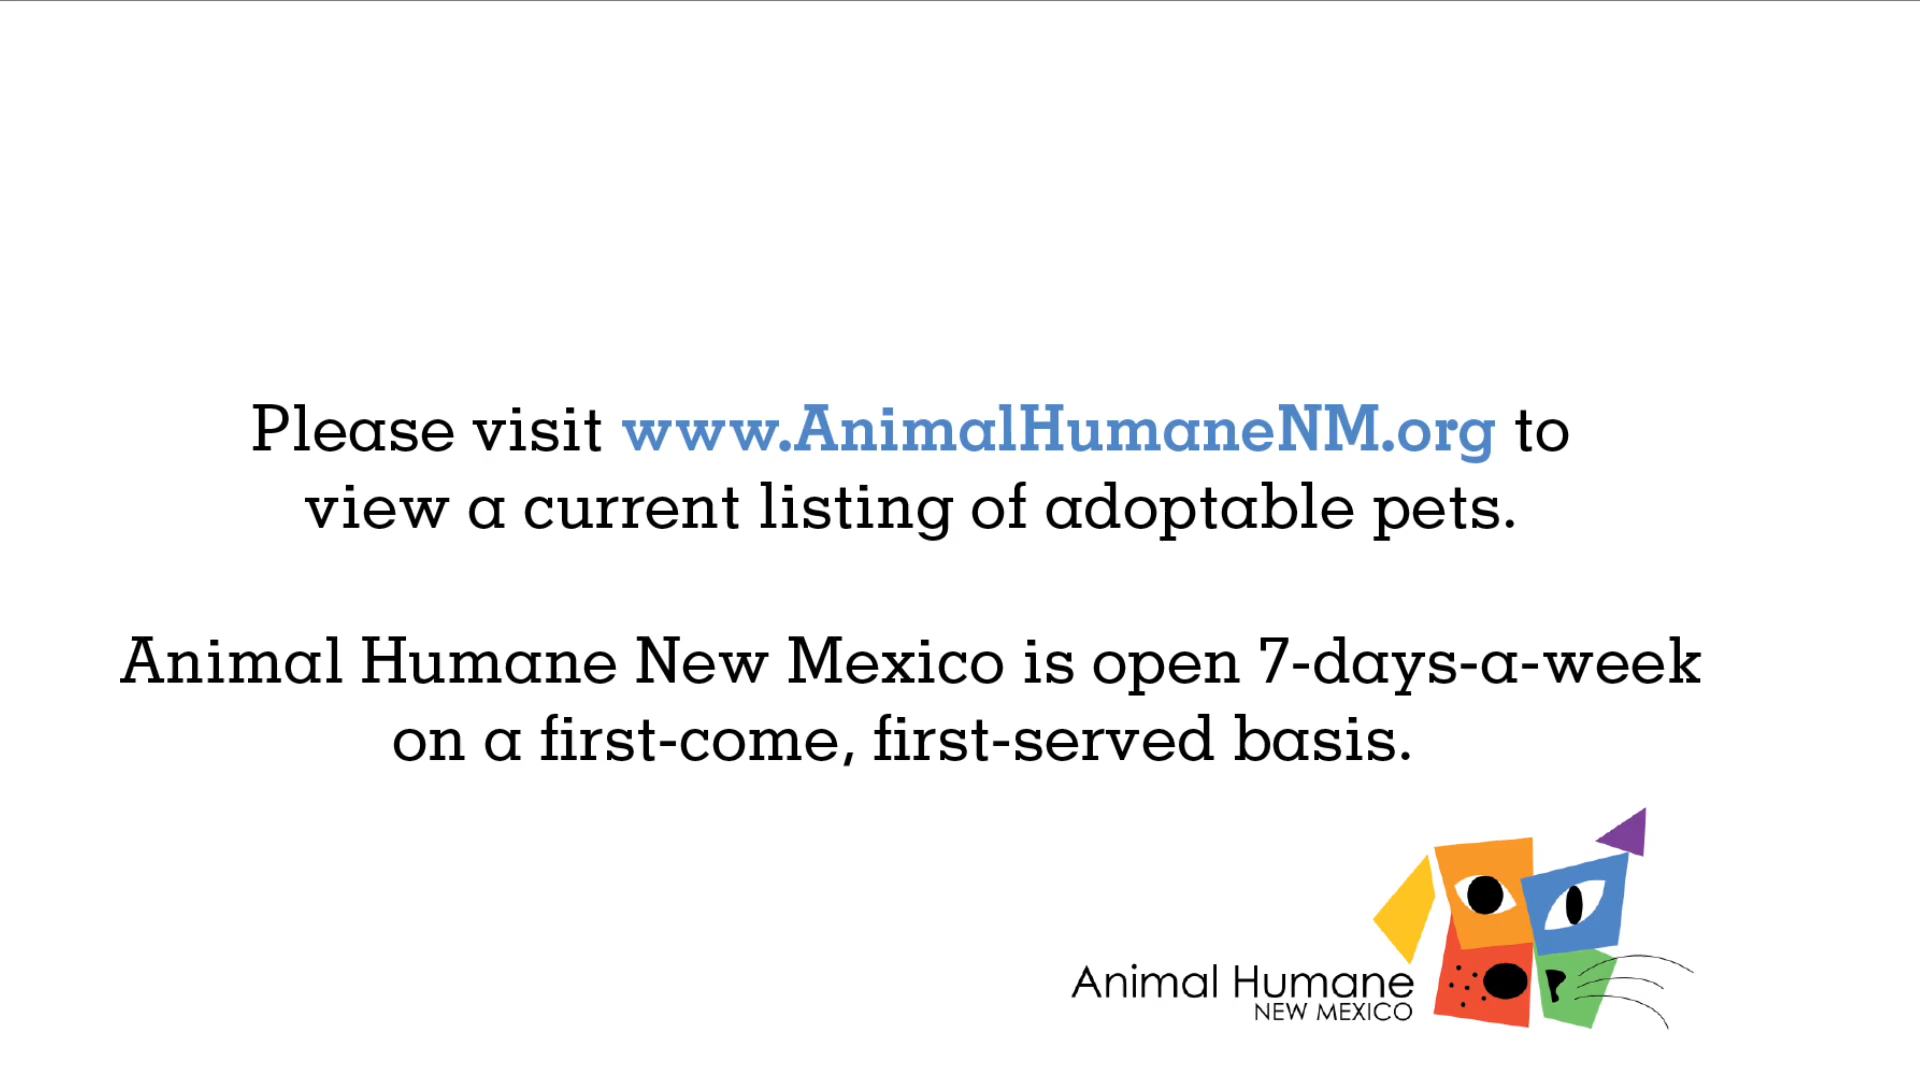 Please visit www.AnimalHumaneNM.org to
view a current listing of adoptable pets.
Animal Humane New Mexico is open 7-days-a-week
on a first-come, first-served basis.
Animal Humane
NEW MEXICO